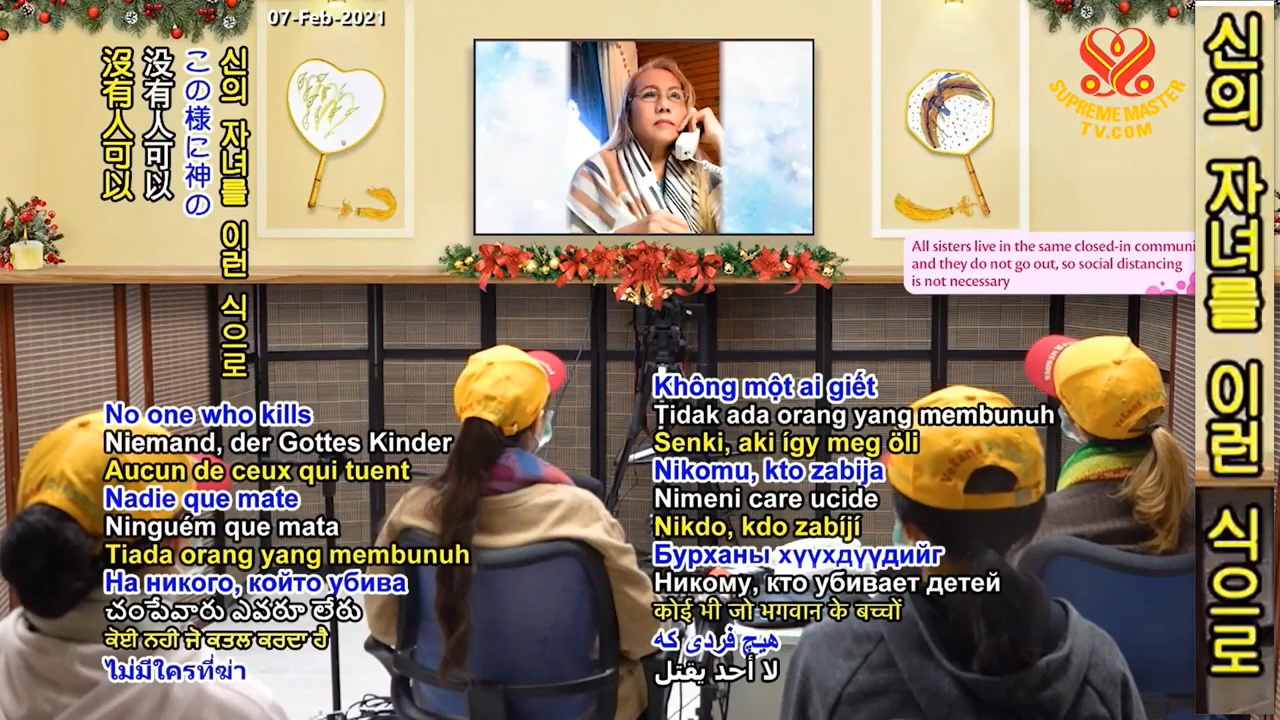 07-Feb-2021
신의 자녀를 이런 식으로
この様に神の
没有人可以
沒有人可以
SUPREME MASTER
TV.COM
All sisters live in the same closed-in communi
and they do not go out, so social distancing
is not necessary
신의 자녀를 이런 식으로
No one who kills
Niemand, der Gottes Kinder
Aucun de ceux qui tuent
Nadie que mate
Ninguém que mata
Tiada orang yang membunuh
На никого, който убива
చంపేవారు ఎవరూ లేరు
ਕੋਈ ਨਹੀ ਜੋ ਕਤਲ ਕਰਦਾ ਹੈ
ไม่มีใครที่ฆ่า
Không một ai giết
Tidak ada orang yang membunuh
Senki, aki így meg öli
Nikomu, kto zabija
Nimeni care ucide
Nikdo, kdo zabíjí
Бурханы хүүхдүүдийг
Никому, кто убивает детей
कोई भी जो भगवान के बच्चों
هیچ فردی که
لا أحد يقتل